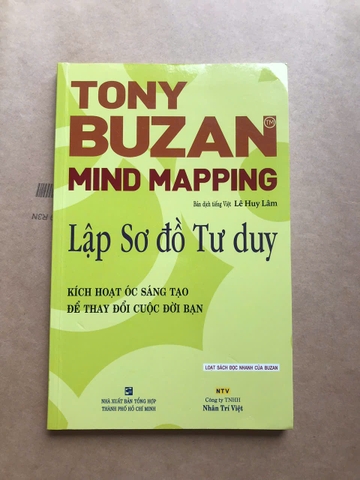 TONY
BUZAN
TM
MIND MAPPING
Bản dịch tiếng Việt Lê Huy Lâm
Lập Sơ đồ Tư duy
KÍCH HOẠT ÓC SÁNG TẠO
ĐỂ THAY ĐỔI CUỘC ĐỜI BẠN
LOẠT SÁCH ĐỌC NHANH CỦA BUZAN
NHÀ XUẤT BẢN TỔNG HỢP
THÀNH PHỐ HỒ CHÍ MINH
NTV
Công ty TNHH
Nhân Trí Việt